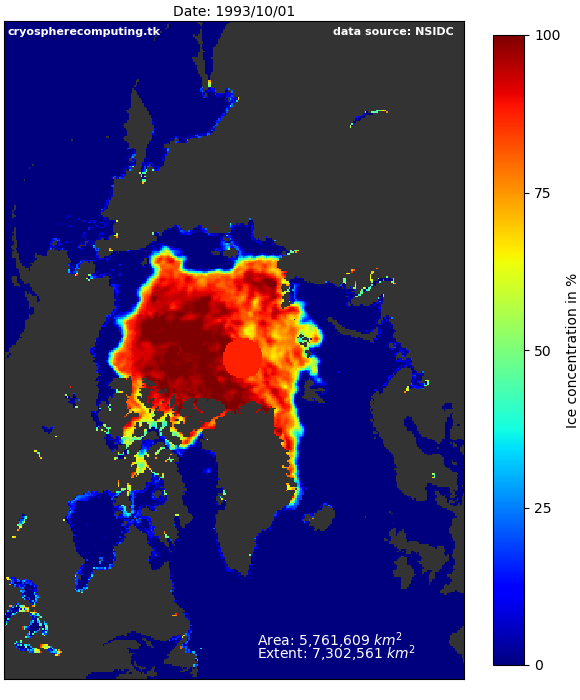 Date: 1993/10/01
cryospherecomputing.tk data source: NSIDC
100
75
50
25
0
Ice concentration in %
Area: 5,761,609 km²
Extent: 7,302,561 km²